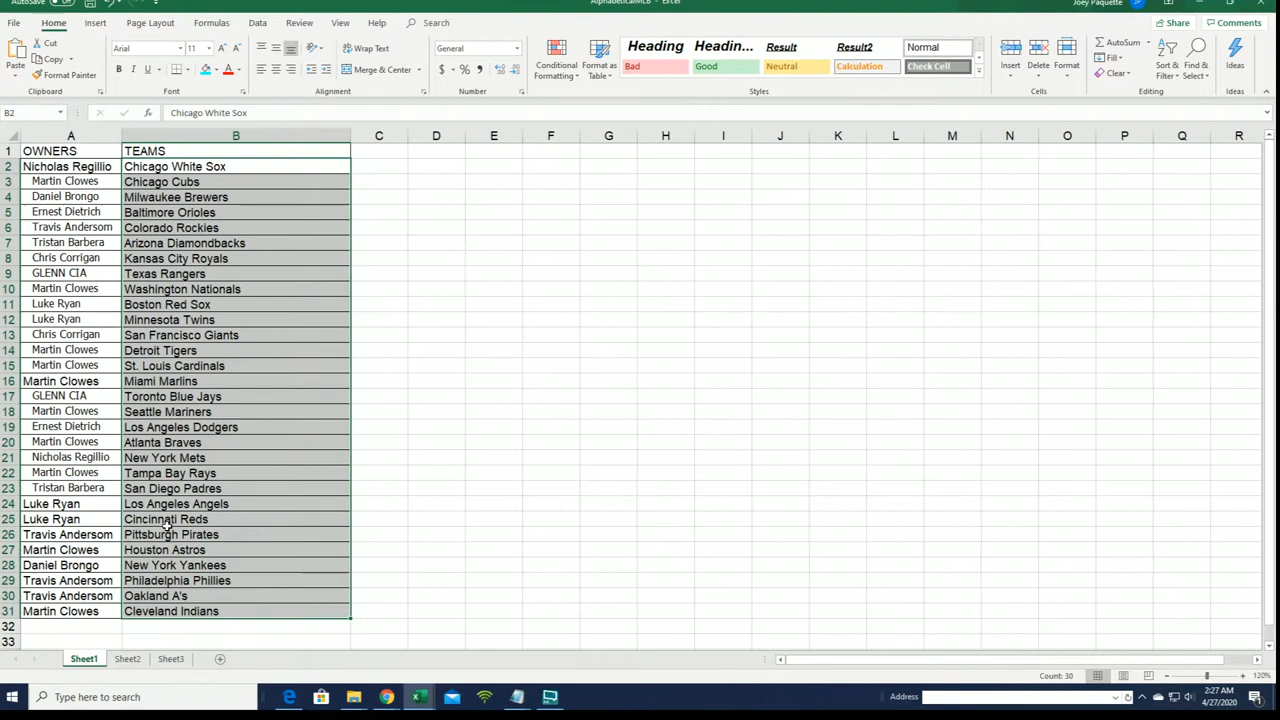 AutoSave Off AlphabeticalMLB - Excel Joey Paquette JP
File Home Insert Page Layout Formulas Data Review View Help Search Share Comments
Paste Cut Copy Format Painter Clipboard
Arial 11 A A B I U A Font
Wrap Text Merge & Center Alignment
General $ % , Number
Conditional Formatting Format as Table
Heading Headin... Result Result2 Normal
Bad Good Neutral Calculation Check Cell Styles
Insert Delete Format Cells
AutoSum Fill Clear Sort & Filter Find & Select Editing
Ideas Ideas
B2 fx Chicago White Sox
A B C D E F G H I J K L M N O P Q R
1 OWNERS TEAMS
2 Nicholas Regillio Chicago White Sox
3 Martin Clowes Chicago Cubs
4 Daniel Brongo Milwaukee Brewers
5 Ernest Dietrich Baltimore Orioles
6 Travis Andersom Colorado Rockies
7 Tristan Barbera Arizona Diamondbacks
8 Chris Corrigan Kansas City Royals
9 GLENN CIA Texas Rangers
10 Martin Clowes Washington Nationals
11 Luke Ryan Boston Red Sox
12 Luke Ryan Minnesota Twins
13 Chris Corrigan San Francisco Giants
14 Martin Clowes Detroit Tigers
15 Martin Clowes St. Louis Cardinals
16 Martin Clowes Miami Marlins
17 GLENN CIA Toronto Blue Jays
18 Martin Clowes Seattle Mariners
19 Ernest Dietrich Los Angeles Dodgers
20 Martin Clowes Atlanta Braves
21 Nicholas Regillio New York Mets
22 Martin Clowes Tampa Bay Rays
23 Tristan Barbera San Diego Padres
24 Luke Ryan Los Angeles Angels
25 Luke Ryan Cincinnati Reds
26 Travis Andersom Pittsburgh Pirates
27 Martin Clowes Houston Astros
28 Daniel Brongo New York Yankees
29 Travis Andersom Philadelphia Phillies
30 Travis Andersom Oakland A's
31 Martin Clowes Cleveland Indians
32
33
Sheet1 Sheet2 Sheet3
Count: 30 120%
Type here to search Address 2:27 AM
4/27/2020